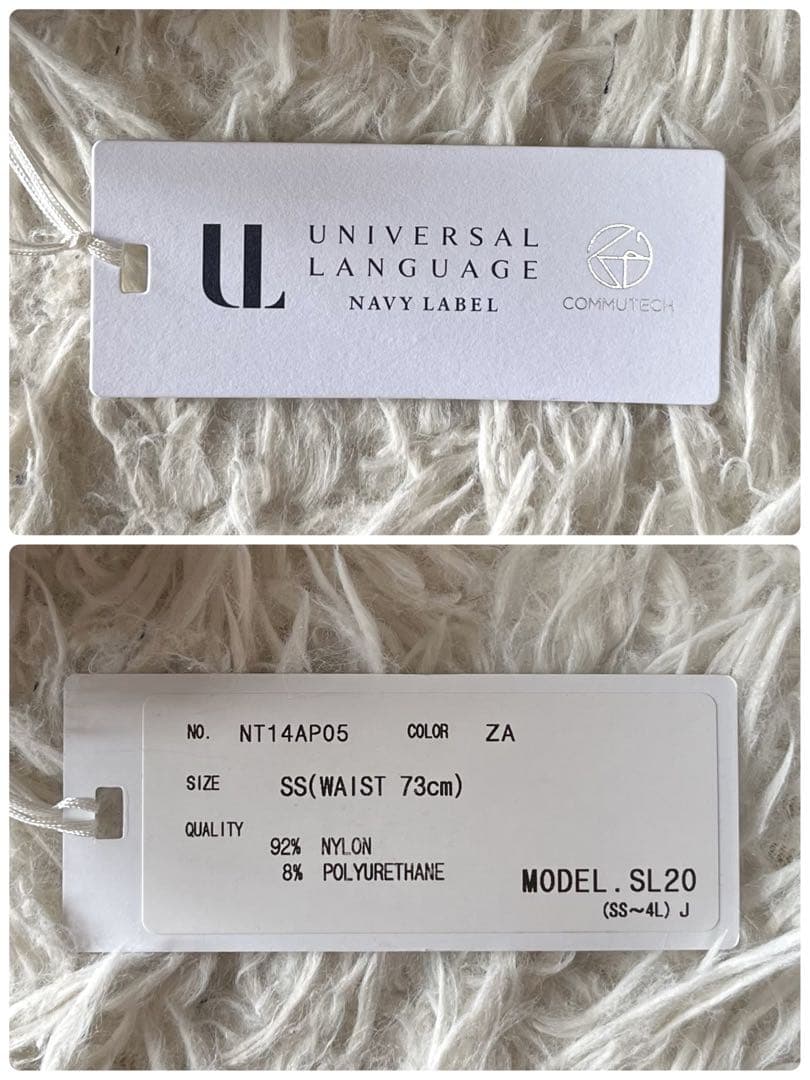 UL
UNIVERSAL
LANGUAGE
NAVY LABEL
COMMUTECH
NO. NT14AP05 COLOR ZA
SIZE SS(WAIST 73cm)
QUALITY
92% NYLON
8% POLYURETHANE
MODEL.SL20
(SS～4L) J